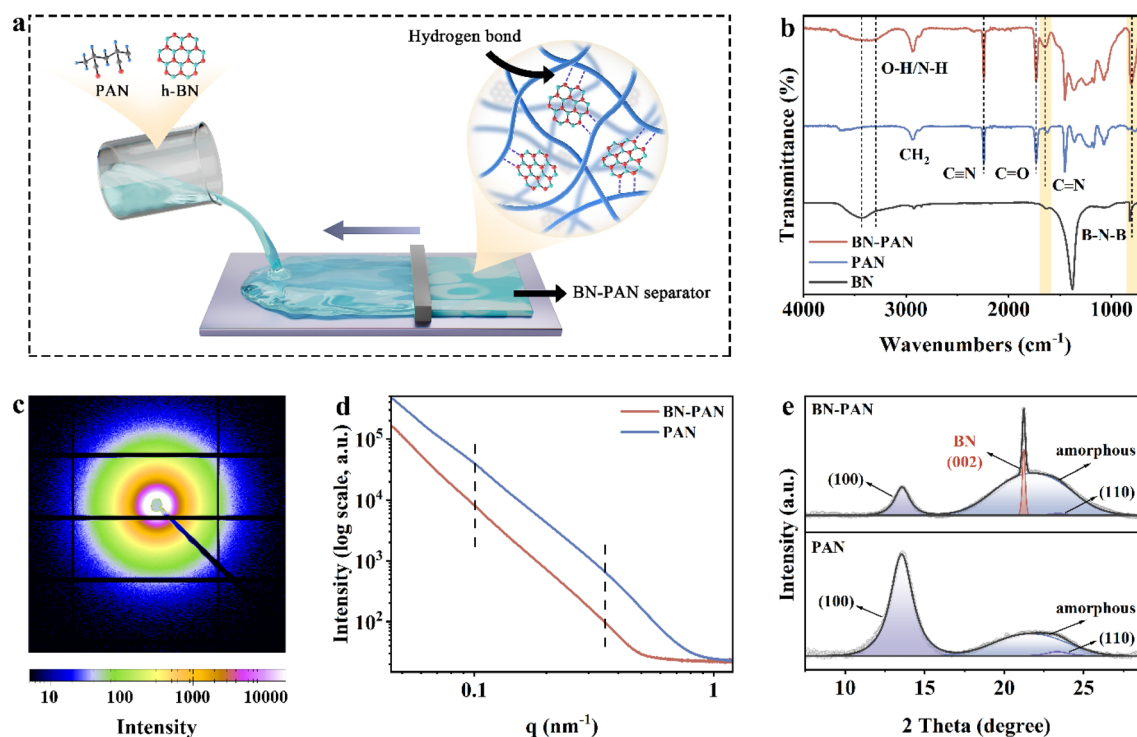 a
PAN
h-BN
Hydrogen bond
BN-PAN separator
b
Transmittance (%)
O-H/N-H
CH₂
C≡N
C=O
C=N
B-N-B
BN-PAN
PAN
BN
4000 3000 2000 1000
Wavenumbers (cm⁻¹)
c
10 100 1000 10000
Intensity
d
Intensity (log scale, a.u.)
BN-PAN
PAN
10⁵
10⁴
10³
10²
0.1 1
q (nm⁻¹)
e
Intensity (a.u.)
BN-PAN
BN
(002)
amorphous
(100)
(110)
PAN
(100)
amorphous
(110)
10 15 20 25
2 Theta (degree)